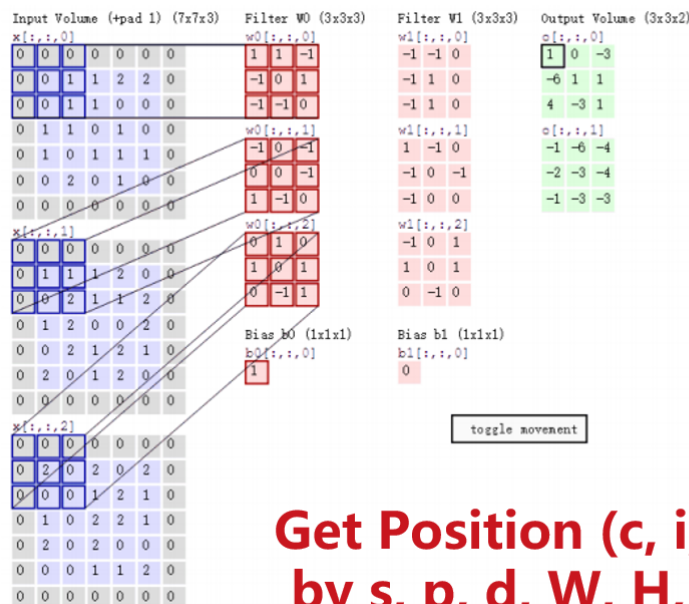 Input Volume (+pad 1) (7x7x3)
x[:,:,0]
0 0 0 0 0 0 0
0 0 1 1 2 2 0
0 0 1 1 0 0 0
0 1 1 0 1 0 0
0 1 0 1 1 1 0
0 0 2 0 1 0 0
0 0 0 0 0 0 0
x[:,:,1]
0 0 0 0 0 0 0
0 1 1 1 2 0 0
0 0 2 1 1 2 0
0 1 2 0 0 2 0
0 0 2 1 2 1 0
0 2 0 1 2 0 0
0 0 0 0 0 0 0
x[:,:,2]
0 0 0 0 0 0 0
0 2 0 2 0 2 0
0 0 0 1 2 1 0
0 1 0 2 2 1 0
0 2 0 2 0 0 0
0 0 0 1 1 2 0
0 0 0 0 0 0 0
Filter W0 (3x3x3)
w0[:,:,0]
1 1 -1
-1 0 1
-1 -1 0
w0[:,:,1]
-1 0 -1
0 0 -1
1 -1 0
w0[:,:,2]
0 1 0
1 0 1
0 -1 1
Bias b0 (1x1x1)
b0[:,:,0]
1
Filter W1 (3x3x3)
w1[:,:,0]
-1 -1 0
-1 1 0
-1 1 0
w1[:,:,1]
1 -1 0
-1 0 -1
-1 0 0
w1[:,:,2]
-1 0 1
1 0 1
0 -1 0
Bias b1 (1x1x1)
b1[:,:,0]
0
Output Volume (3x3x2)
o[:,:,0]
1 0 -3
-6 1 1
4 -3 1
o[:,:,1]
-1 -6 -4
-2 -3 -4
-1 -3 -3
toggle movement
Get Position (c, i,
by s, p, d, W, H,